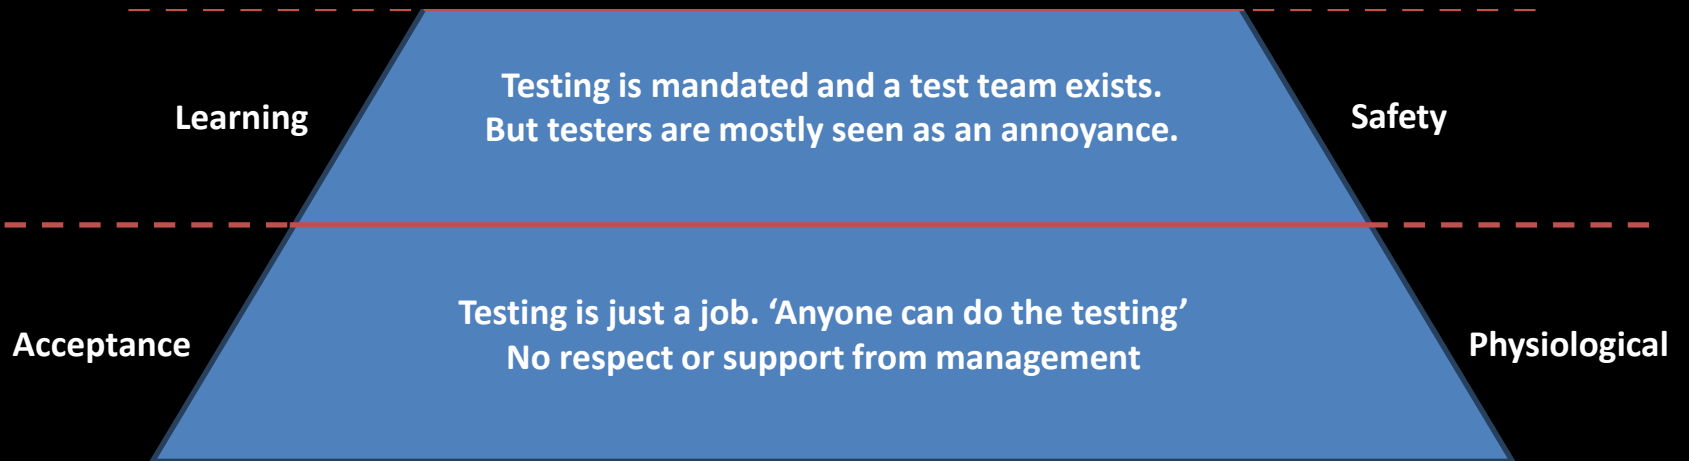 Learning
Testing is mandated and a test team exists.
But testers are mostly seen as an annoyance.
Safety
Acceptance
Testing is just a job. ‘Anyone can do the testing’
No respect or support from management
Physiological